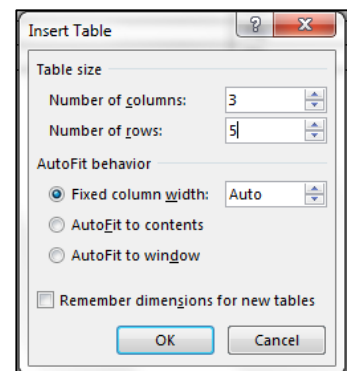 Insert Table
Table size
Number of columns: 3
Number of rows: 5
AutoFit behavior
Fixed column width: Auto
AutoFit to contents
AutoFit to window
Remember dimensions for new tables
OK Cancel